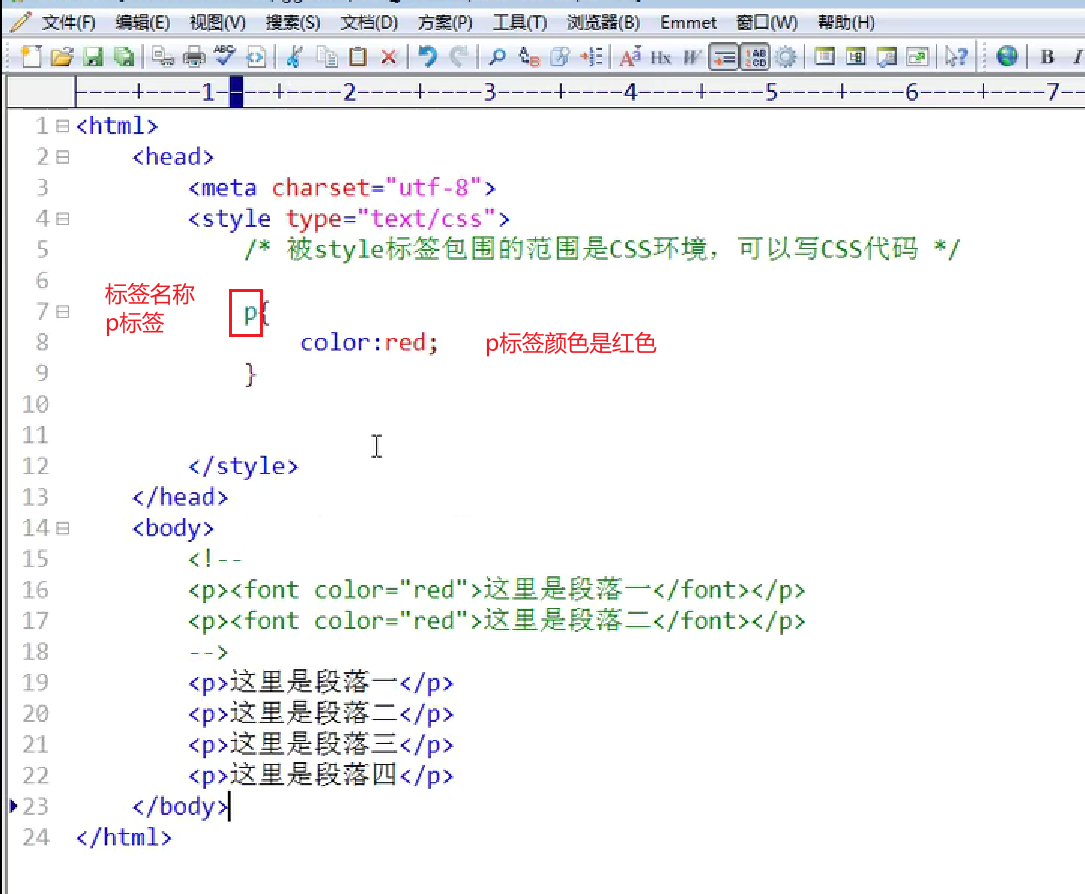 文件(F) 编辑(E) 视图(V) 搜索(S) 文档(D) 方案(P) 工具(T) 浏览器(B) Emmet 窗口(W) 帮助(H)
----+----1----+----2----+----3----+----4----+----5----+----6----+----7--
1 <html>
2 <head>
3 <meta charset="utf-8">
4 <style type="text/css">
5 /* 被style标签包围的范围是CSS环境，可以写CSS代码 */
6
标签名称
p标签
7 p{
8 color:red; p标签颜色是红色
9 }
10
11
12 </style>
13 </head>
14 <body>
15 <!--
16 <p><font color="red">这里是段落一</font></p>
17 <p><font color="red">这里是段落二</font></p>
18 -->
19 <p>这里是段落一</p>
20 <p>这里是段落二</p>
21 <p>这里是段落三</p>
22 <p>这里是段落四</p>
23 </body>
24 </html>